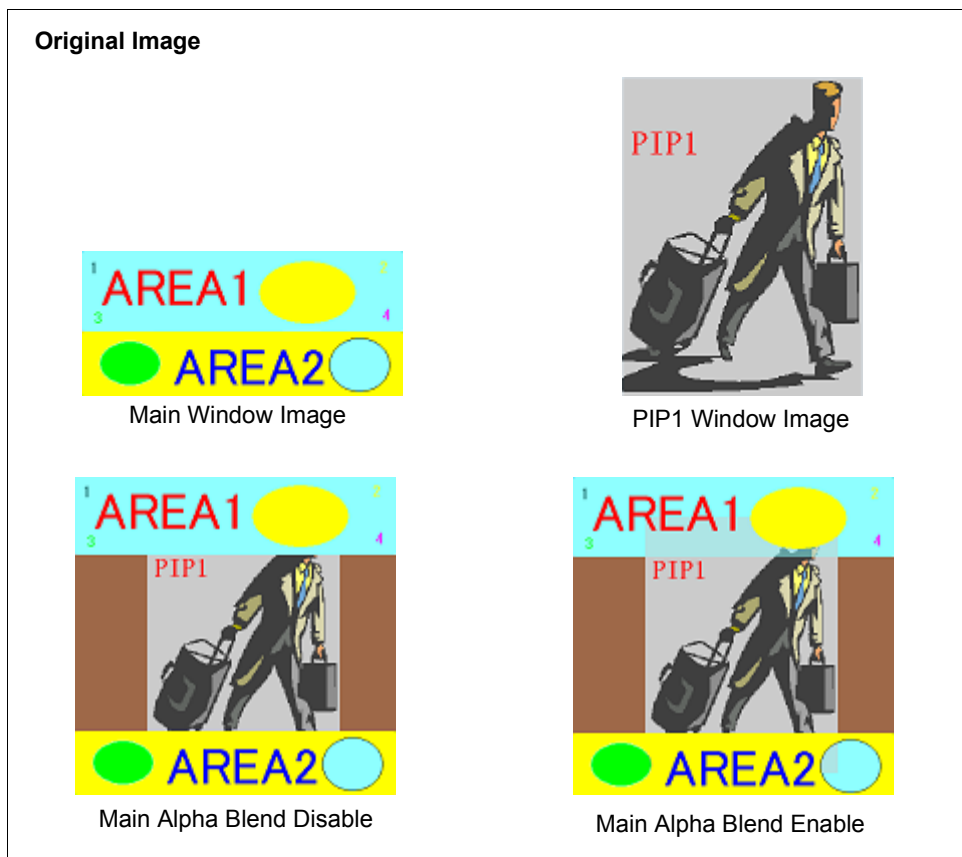 Original Image
PIP1
1 AREA1 2
3 4
AREA2
Main Window Image
PIP1 Window Image
1 AREA1 2
3 4
PIP1
AREA2
Main Alpha Blend Disable
1 AREA1 2
3 4
PIP1
AREA2
Main Alpha Blend Enable